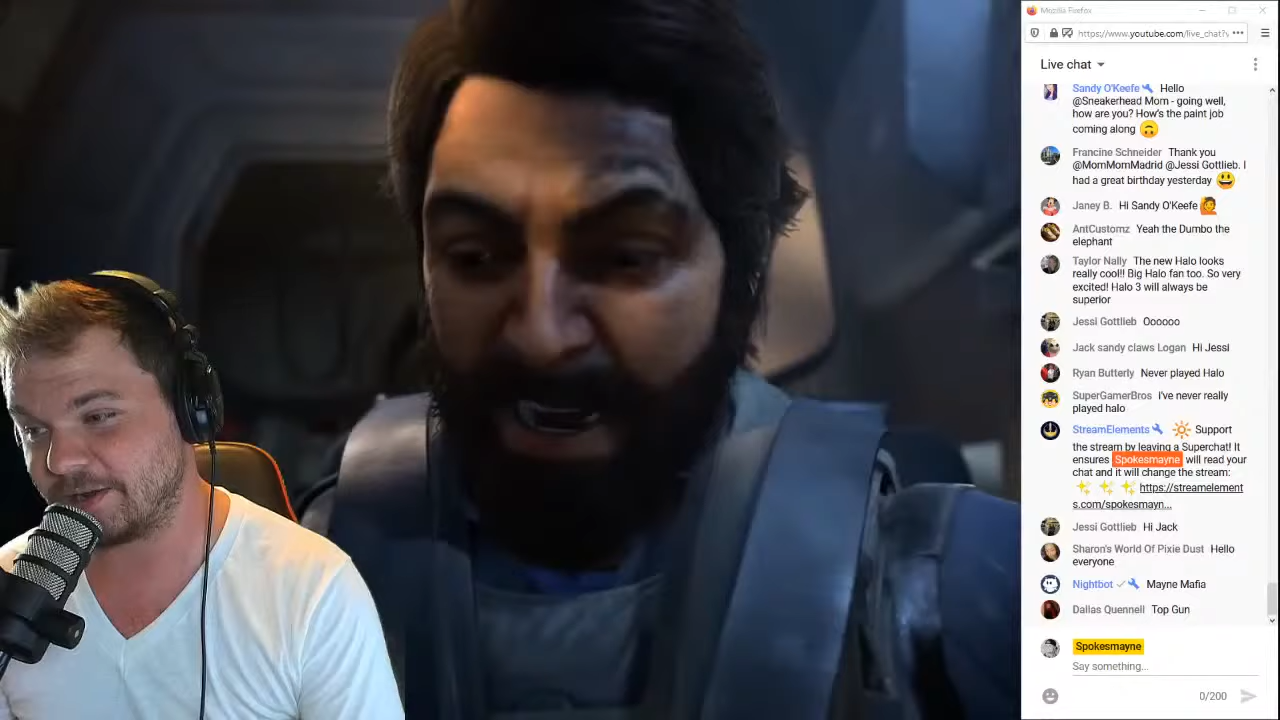 Mozilla Firefox
https://www.youtube.com/live_chat?v
Live chat
Sandy O'Keefe Hello
@Sneakerhead Mom - going well,
how are you? How's the paint job
coming along
Francine Schneider Thank you
@MomMomMadrid @Jessi Gottlieb. I
had a great birthday yesterday
Janey B. Hi Sandy O'Keefe
AntCustomz Yeah the Dumbo the
elephant
Taylor Nally The new Halo looks
really cool!! Big Halo fan too. So very
excited! Halo 3 will always be
superior
Jessi Gottlieb Oooooo
Jack sandy claws Logan Hi Jessi
Ryan Butterly Never played Halo
SuperGamerBros i've never really
played halo
StreamElements Support
the stream by leaving a Superchat! It
ensures Spokesmayne will read your
chat and it will change the stream:
https://streamelement
s.com/spokesmayn...
Jessi Gottlieb Hi Jack
Sharon's World Of Pixie Dust Hello
everyone
Nightbot Mayne Mafia
Dallas Quennell Top Gun
Spokesmayne
Say something...
0/200